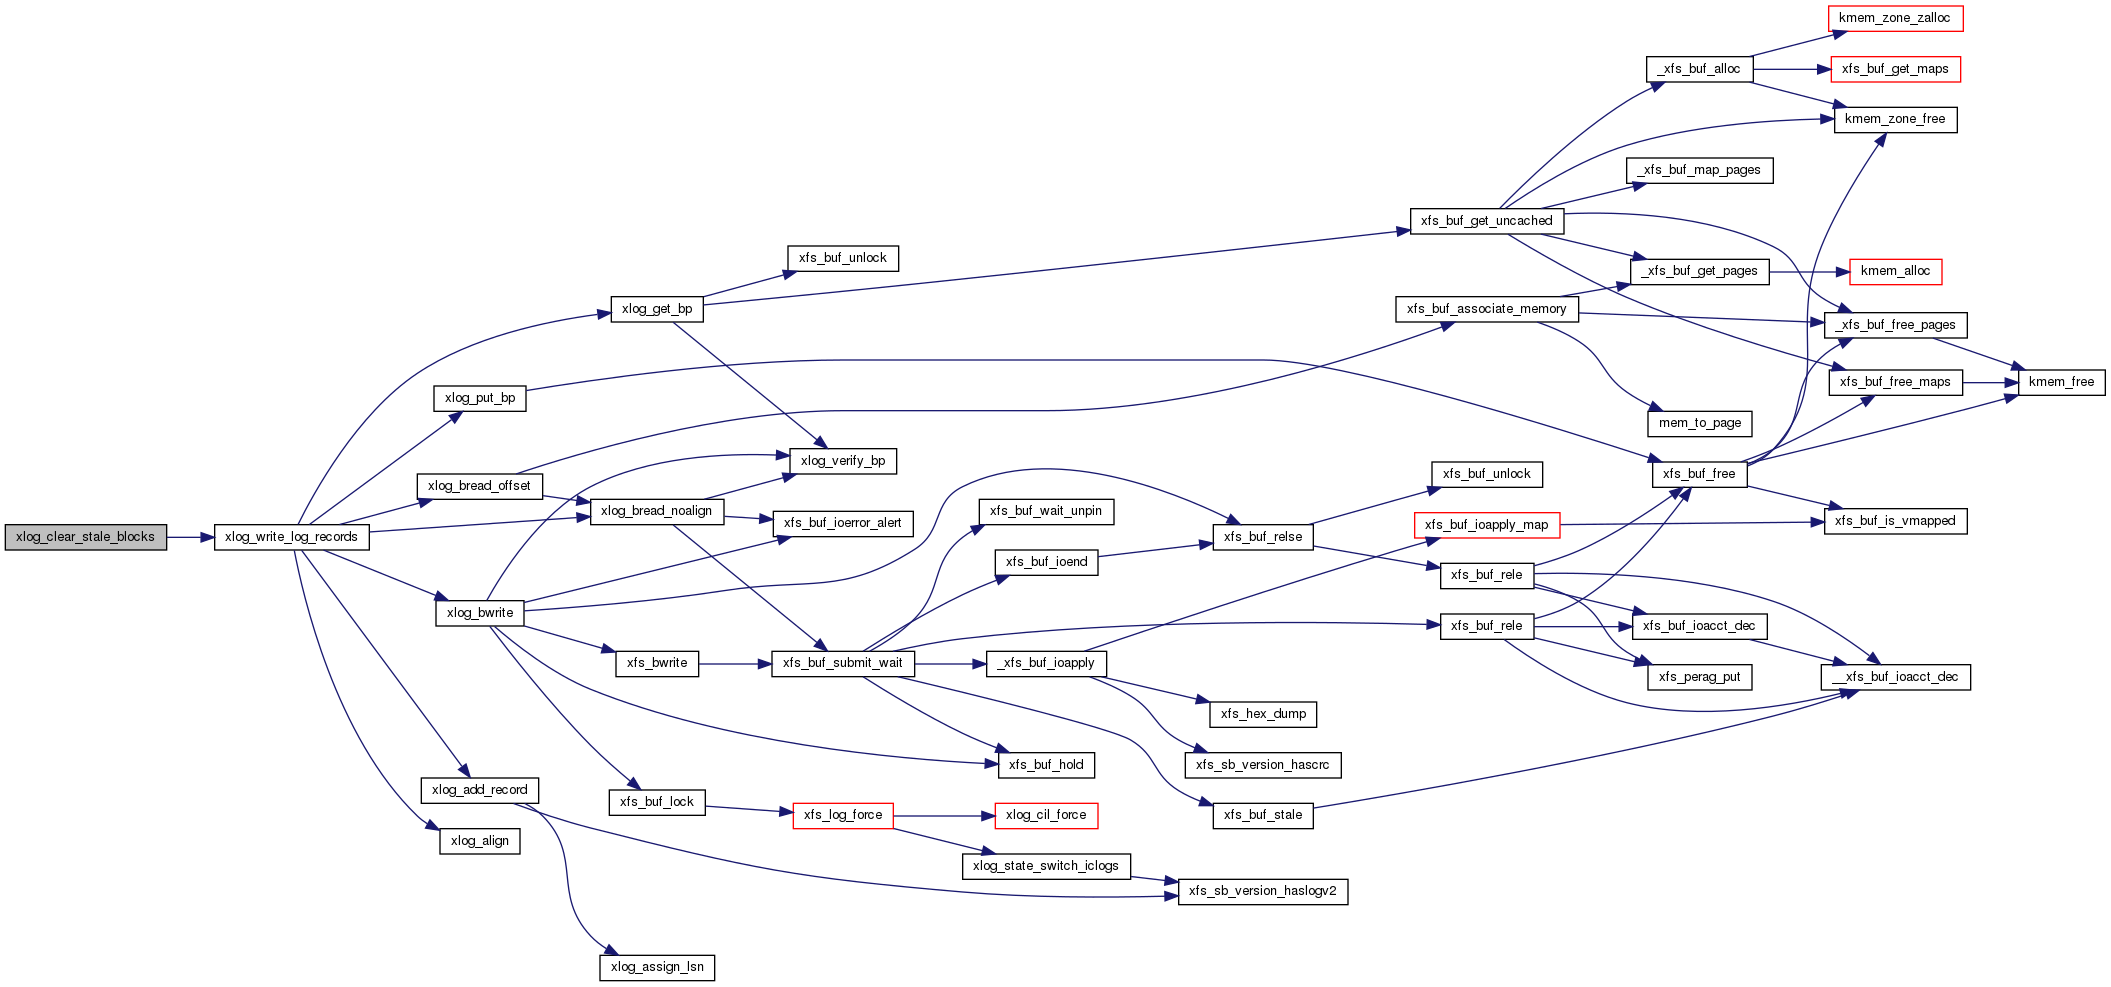 kmem_zone_zalloc
_xfs_buf_alloc
xfs_buf_get_maps
kmem_zone_free
_xfs_buf_map_pages
xfs_buf_get_uncached
xfs_buf_unlock
_xfs_buf_get_pages
kmem_alloc
xlog_get_bp
xfs_buf_associate_memory
_xfs_buf_free_pages
xlog_put_bp
xfs_buf_free_maps
kmem_free
mem_to_page
xlog_verify_bp
xlog_bread_offset
xfs_buf_unlock
xfs_buf_free
xlog_bread_noalign
xfs_buf_wait_unpin
xfs_buf_ioerror_alert
xfs_buf_ioapply_map
xfs_buf_is_vmapped
xlog_clear_stale_blocks
xlog_write_log_records
xfs_buf_relse
xfs_buf_ioend
xfs_buf_rele
xlog_bwrite
xfs_buf_rele
xfs_buf_ioacct_dec
xfs_bwrite
xfs_buf_submit_wait
_xfs_buf_ioapply
xfs_perag_put
__xfs_buf_ioacct_dec
xfs_hex_dump
xfs_buf_hold
xfs_sb_version_hascrc
xlog_add_record
xfs_buf_lock
xfs_log_force
xlog_cil_force
xfs_buf_stale
xlog_align
xlog_state_switch_iclogs
xfs_sb_version_haslogv2
xlog_assign_lsn